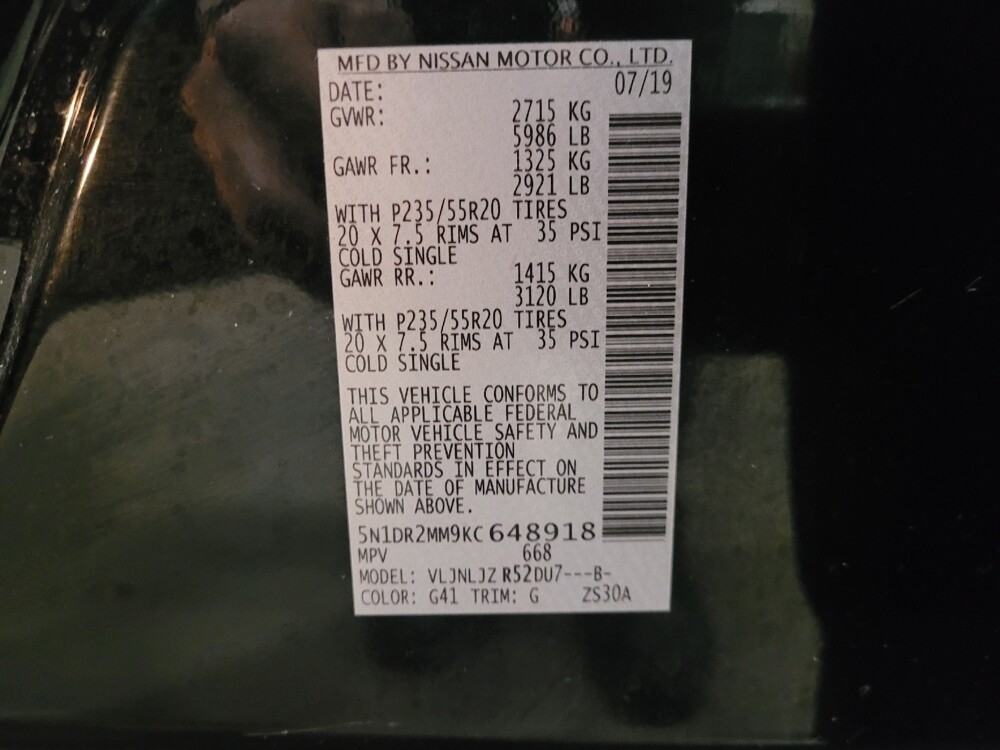 MFD BY NISSAN MOTOR CO., LTD.
DATE: 07/19
GVWR: 2715 KG
5986 LB
GAWR FR.: 1325 KG
2921 LB
WITH P235/55R20 TIRES
20 X 7.5 RIMS AT 35 PSI
COLD SINGLE
GAWR RR.: 1415 KG
3120 LB
WITH P235/55R20 TIRES
20 X 7.5 RIMS AT 35 PSI
COLD SINGLE
THIS VEHICLE CONFORMS TO
ALL APPLICABLE FEDERAL
MOTOR VEHICLE SAFETY AND
THEFT PREVENTION
STANDARDS IN EFFECT ON
THE DATE OF MANUFACTURE
SHOWN ABOVE.
5N1DR2MM9KC648918
MPV 668
MODEL: VLJNLJZ R52DU7---B-
COLOR: G41 TRIM: G ZS30A